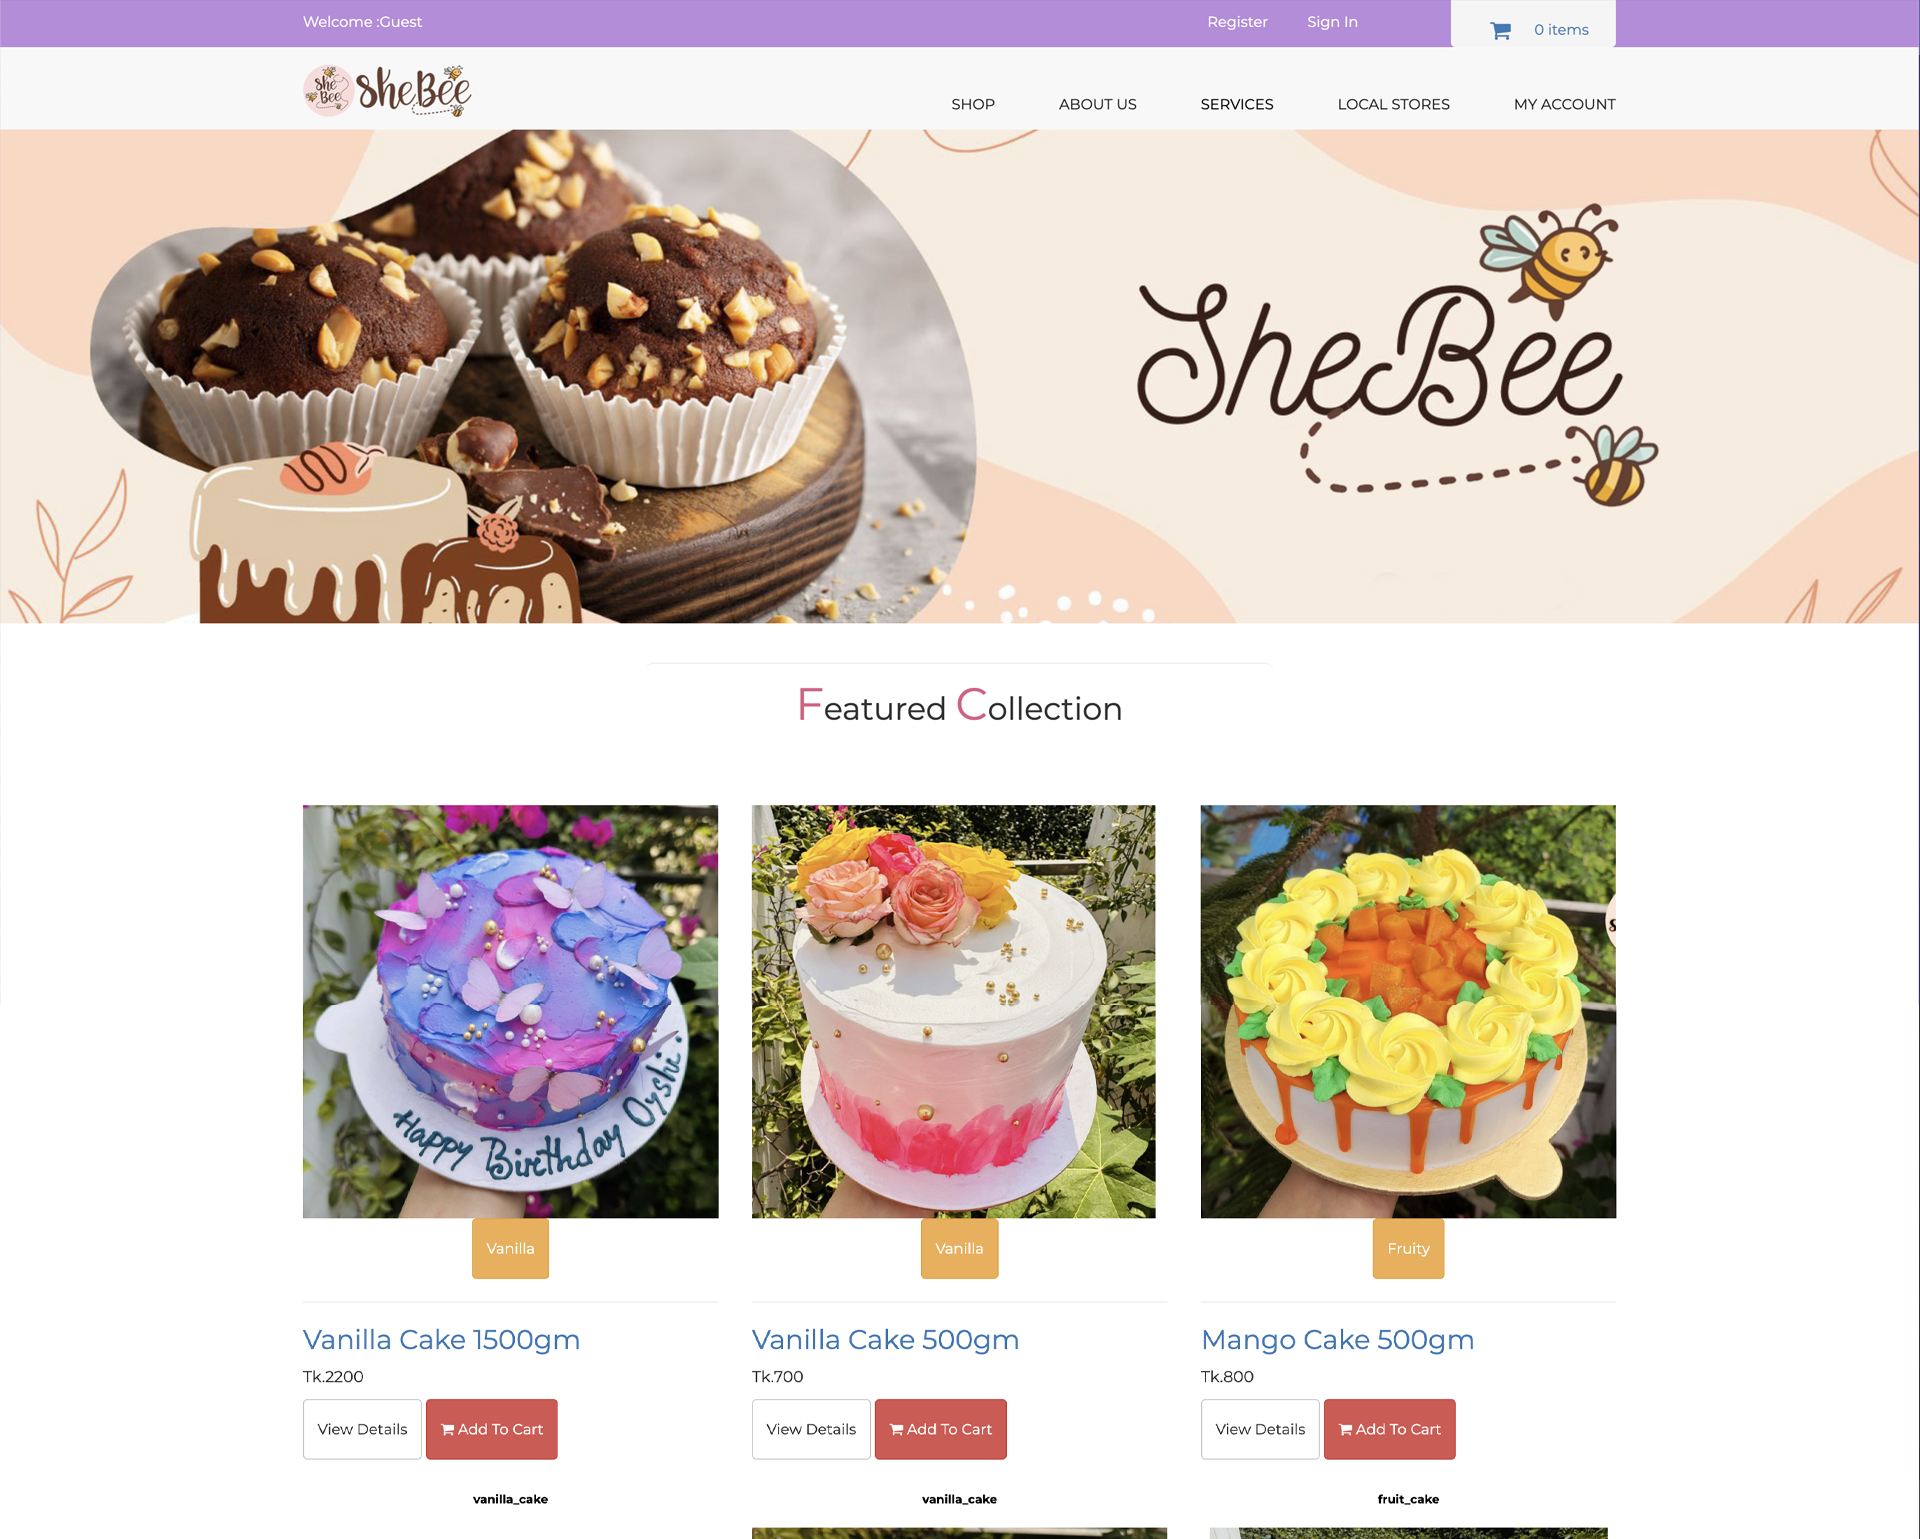 Welcome :Guest
Register
Sign In
0 items
She
Bee
SheBee
SHOP
ABOUT US
SERVICES
LOCAL STORES
MY ACCOUNT
SheBee
Featured Collection
Happy Birthday Oyshi.
Vanilla
Vanilla
Fruity
Vanilla Cake 1500gm
Tk.2200
View Details
Add To Cart
Vanilla Cake 500gm
Tk.700
View Details
Add To Cart
Mango Cake 500gm
Tk.800
View Details
Add To Cart
vanilla_cake
vanilla_cake
fruit_cake